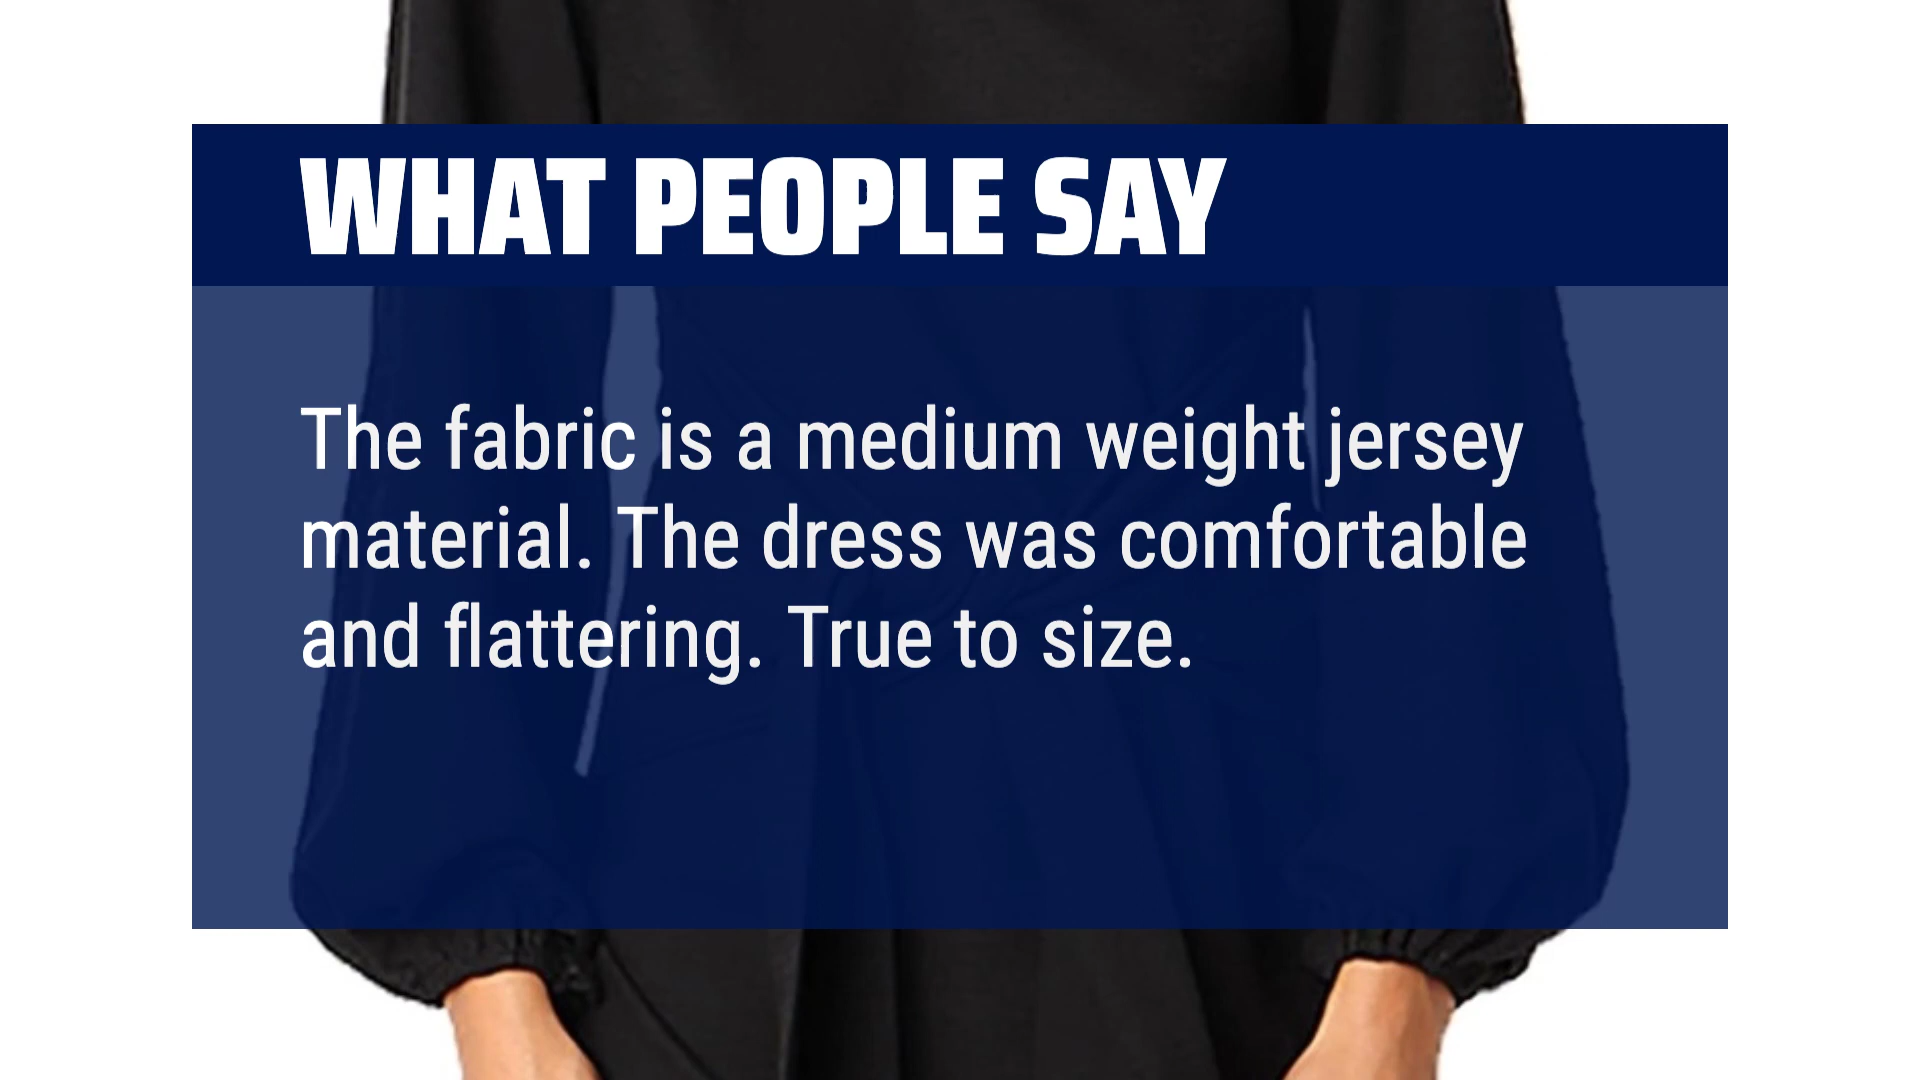 WHAT PEOPLE SAY
The fabric is a medium weight jersey
material. The dress was comfortable
and flattering. True to size.